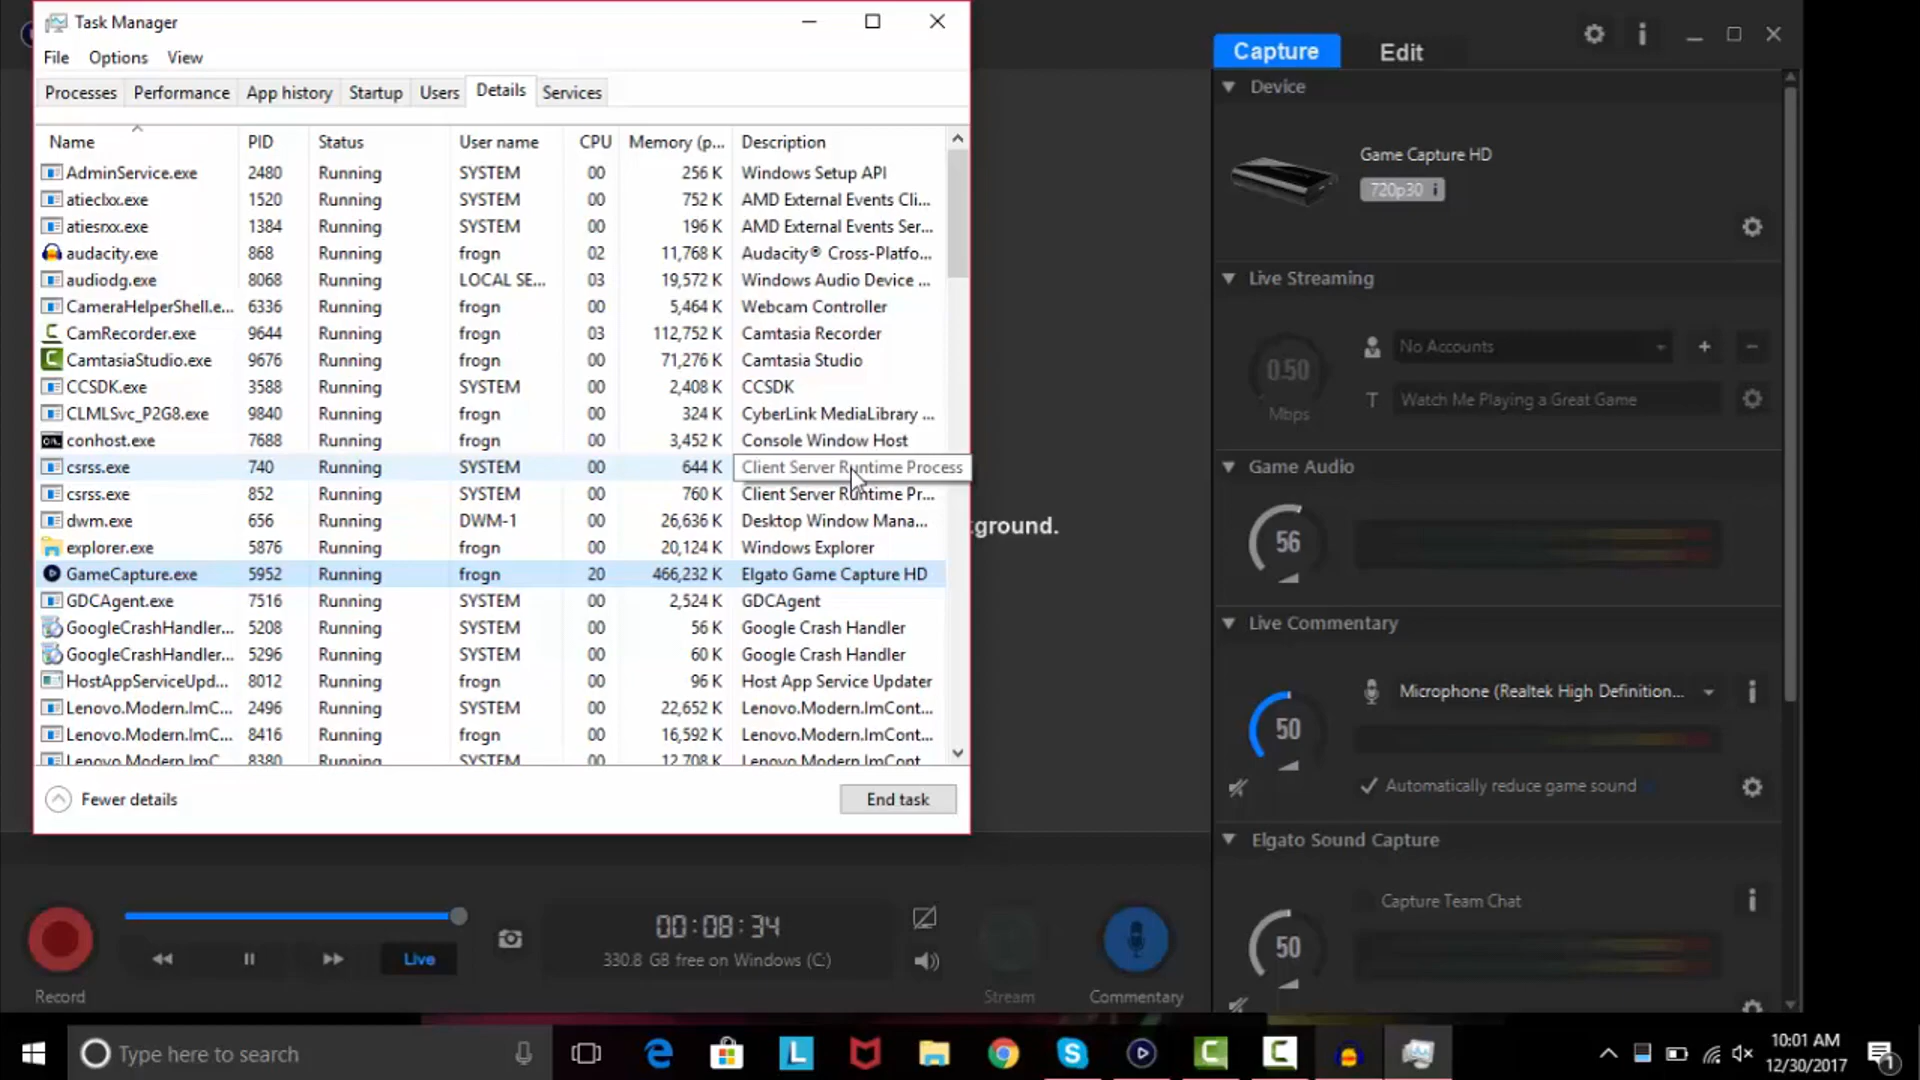 Task Manager
File Options View
Processes Performance App history Startup Users Details Services
Name PID Status User name CPU Memory (p... Description
AdminService.exe 2480 Running SYSTEM 00 256 K Windows Setup API
atieclxx.exe 1520 Running SYSTEM 00 752 K AMD External Events Cli...
atiesrxx.exe 1384 Running SYSTEM 00 196 K AMD External Events Ser...
audacity.exe 868 Running frogn 02 11,768 K Audacity® Cross-Platfo...
audiodg.exe 8068 Running LOCAL SE... 03 19,572 K Windows Audio Device ...
CameraHelperShell.e... 6336 Running frogn 00 5,464 K Webcam Controller
CamRecorder.exe 9644 Running frogn 03 112,752 K Camtasia Recorder
CamtasiaStudio.exe 9676 Running frogn 00 71,276 K Camtasia Studio
CCSDK.exe 3588 Running SYSTEM 00 2,408 K CCSDK
CLMLSvc_P2G8.exe 9840 Running frogn 00 324 K CyberLink MediaLibrary ...
conhost.exe 7688 Running frogn 00 3,452 K Console Window Host
csrss.exe 740 Running SYSTEM 00 644 K Client Server Runtime Process
csrss.exe 852 Running SYSTEM 00 760 K Client Server Runtime Pr...
dwm.exe 656 Running DWM-1 00 26,636 K Desktop Window Mana...
explorer.exe 5876 Running frogn 00 20,124 K Windows Explorer
GameCapture.exe 5952 Running frogn 20 466,232 K Elgato Game Capture HD
GDCAgent.exe 7516 Running SYSTEM 00 2,524 K GDCAgent
GoogleCrashHandler... 5208 Running SYSTEM 00 56 K Google Crash Handler
GoogleCrashHandler... 5296 Running SYSTEM 00 60 K Google Crash Handler
HostAppServiceUpd... 8012 Running frogn 00 96 K Host App Service Updater
Lenovo.Modern.ImC... 2496 Running SYSTEM 00 22,652 K Lenovo.Modern.ImCont...
Lenovo.Modern.ImC... 8416 Running frogn 00 16,592 K Lenovo.Modern.ImCont...
Lenovo.Modern.ImC... 8380 Running SYSTEM 00 12,708 K Lenovo.Modern.ImCont...
Fewer details End task
ground.
Capture Edit
Device
Game Capture HD
720p30 i
Live Streaming
0.50
Mbps
No Accounts
T Watch Me Playing a Great Game
Game Audio
56
Live Commentary
50
Microphone (Realtek High Definition...
Automatically reduce game sound
Elgato Sound Capture
50
Capture Team Chat
Record
Live
00:08:34
330.8 GB free on Windows (C:)
Stream
Commentary
Type here to search
10:01 AM
12/30/2017
1